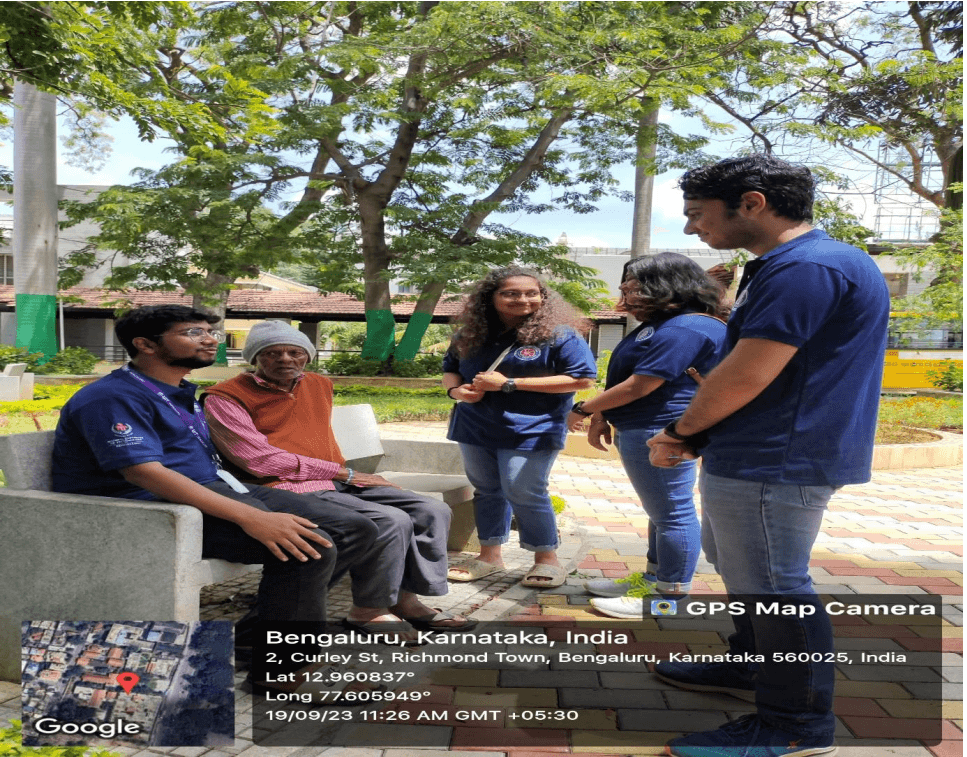 GPS Map Camera
Bengaluru, Karnataka, India
2, Curley St, Richmond Town, Bengaluru, Karnataka 560025, India
Lat 12.960837°
Long 77.605949°
19/09/23 11:26 AM GMT +05:30
Google